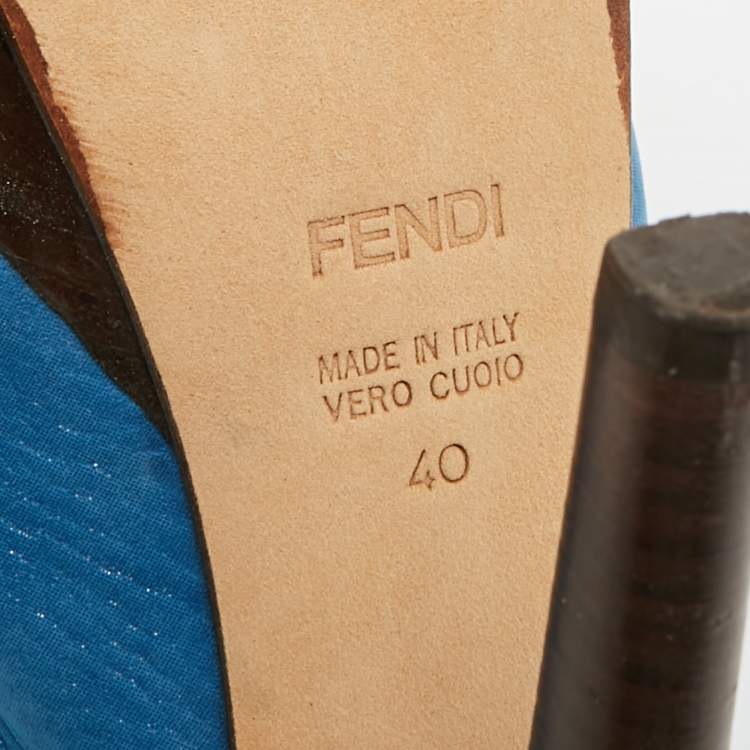 FENDI
MADE IN ITALY
VERO CUOIO
40